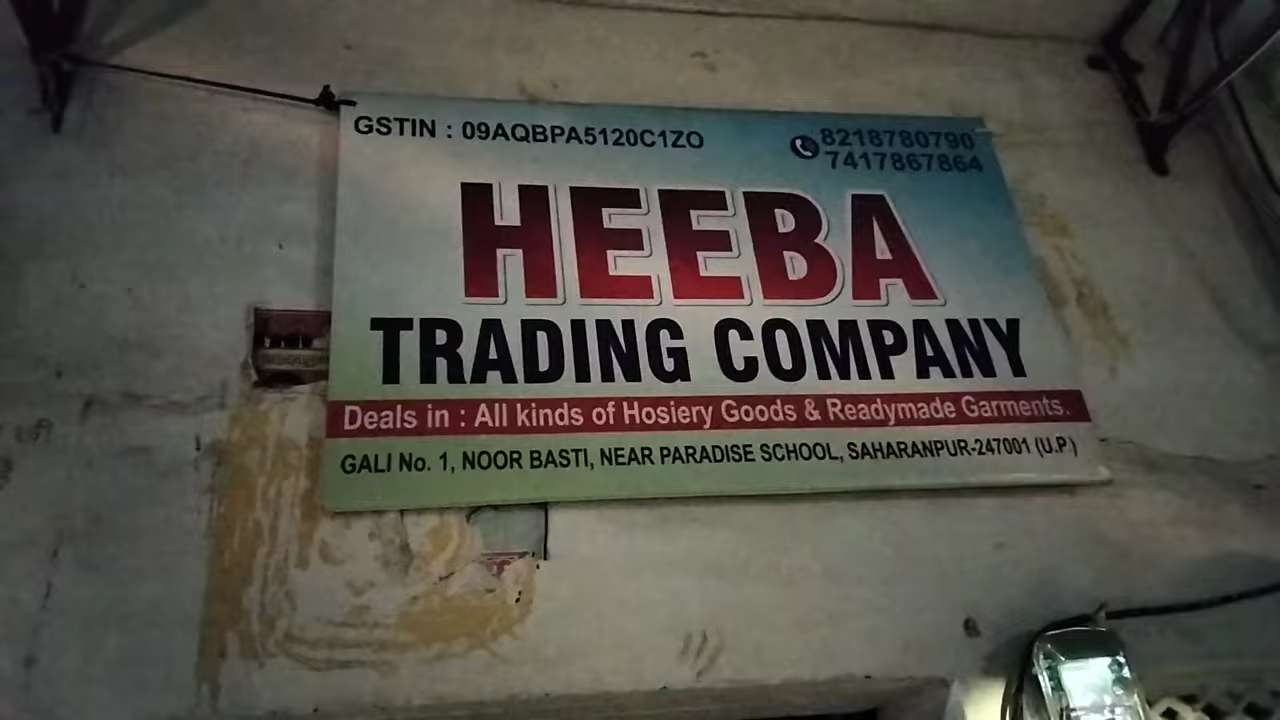 GSTIN : 09AQBPA5120C1ZO
8218780790
7417867864
HEEBA
TRADING COMPANY
Deals in : All kinds of Hosiery Goods & Readymade Garments.
GALI No. 1, NOOR BASTI, NEAR PARADISE SCHOOL, SAHARANPUR-247001 (U.P.)